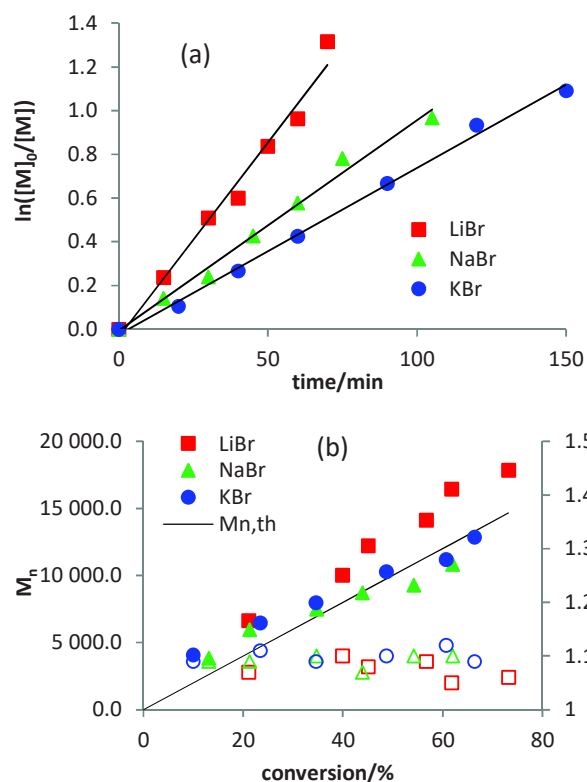 (a)
1.4
1.2
1.0
0.8
0.6
0.4
0.2
0.0
ln([M]0/[M])
LiBr
NaBr
KBr
0 50 100 150
time/min
(b)
LiBr
NaBr
KBr
Mn,th
20 000.0
15 000.0
10 000.0
5 000.0
0.0
Mn
1.5
1.4
1.3
1.2
1.1
1
0 20 40 60 80
conversion/%